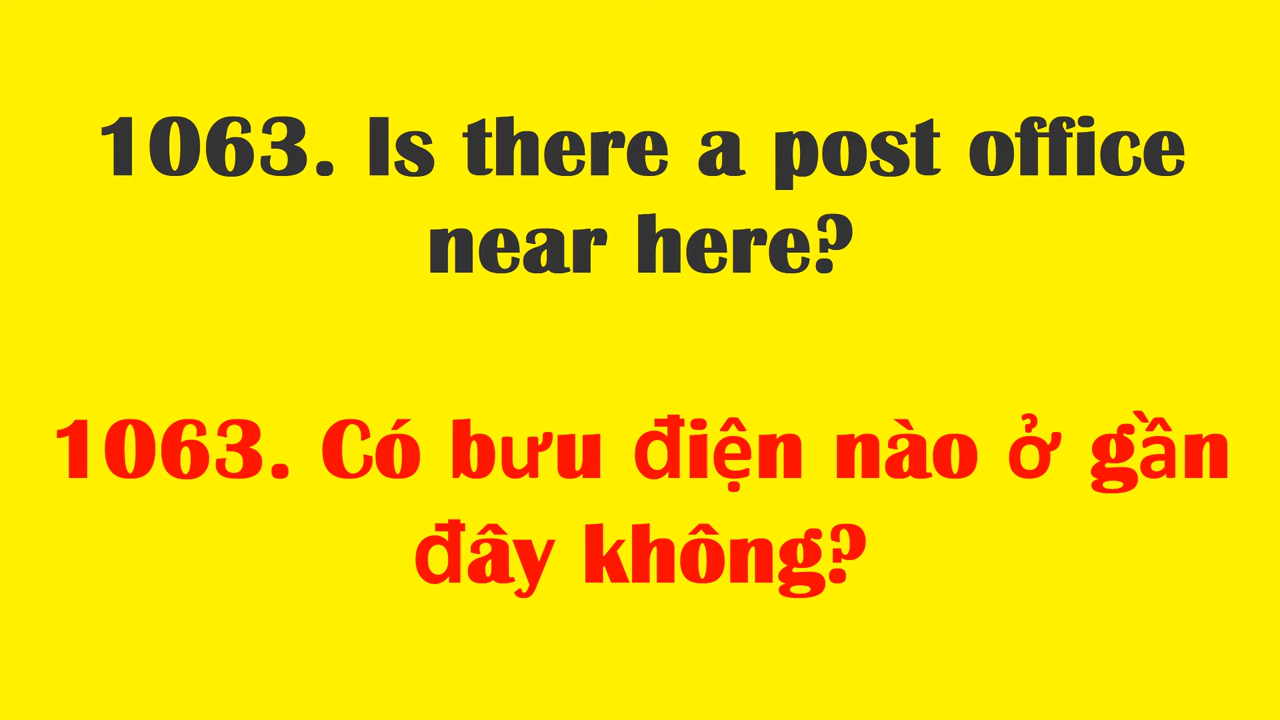 1063. Is there a post office
near here?
1063. Có bưu điện nào ở gần
đây không?